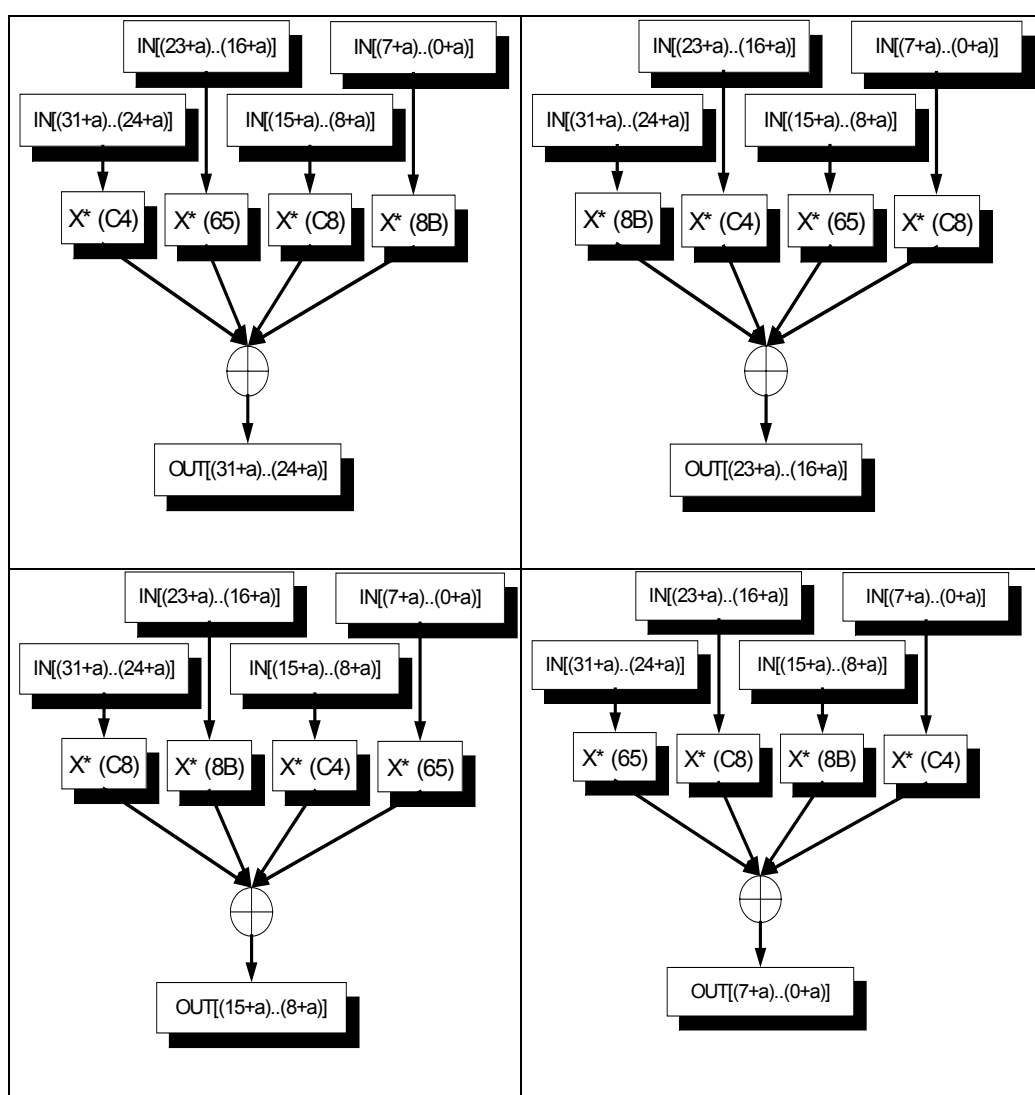 IN[(23+a)..(16+a)] IN[(7+a)..(0+a)]
IN[(31+a)..(24+a)] IN[(15+a)..(8+a)]
X* (C4) X* (65) X* (C8) X* (8B)
OUT[(31+a)..(24+a)]
IN[(23+a)..(16+a)] IN[(7+a)..(0+a)]
IN[(31+a)..(24+a)] IN[(15+a)..(8+a)]
X* (8B) X* (C4) X* (65) X* (C8)
OUT[(23+a)..(16+a)]
IN[(23+a)..(16+a)] IN[(7+a)..(0+a)]
IN[(31+a)..(24+a)] IN[(15+a)..(8+a)]
X* (C8) X* (8B) X* (C4) X* (65)
OUT[(15+a)..(8+a)]
IN[(23+a)..(16+a)] IN[(7+a)..(0+a)]
IN[(31+a)..(24+a)] IN[(15+a)..(8+a)]
X* (65) X* (C8) X* (8B) X* (C4)
OUT[(7+a)..(0+a)]